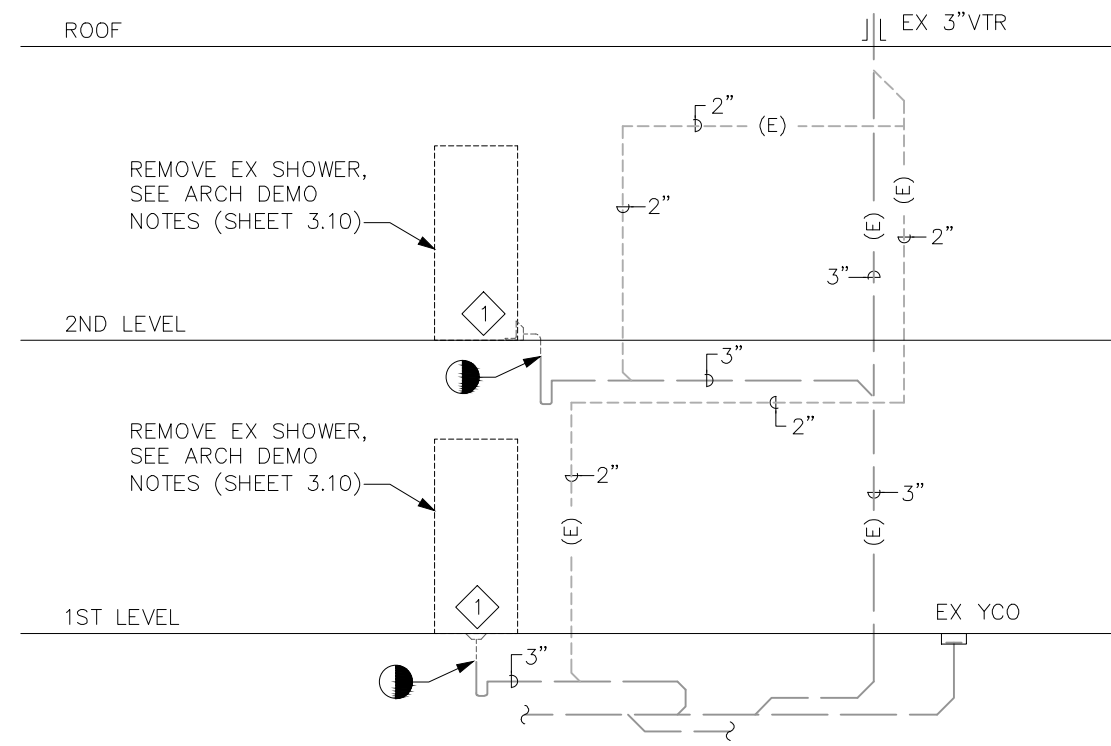 ROOF
EX 3"VTR
2"
(E)
REMOVE EX SHOWER,
SEE ARCH DEMO
NOTES (SHEET 3.10)
(E)
2"
(E)
2"
3"
1
2ND LEVEL
3"
2"
REMOVE EX SHOWER,
SEE ARCH DEMO
NOTES (SHEET 3.10)
2"
3"
(E)
(E)
1
1ST LEVEL
EX YCO
3"